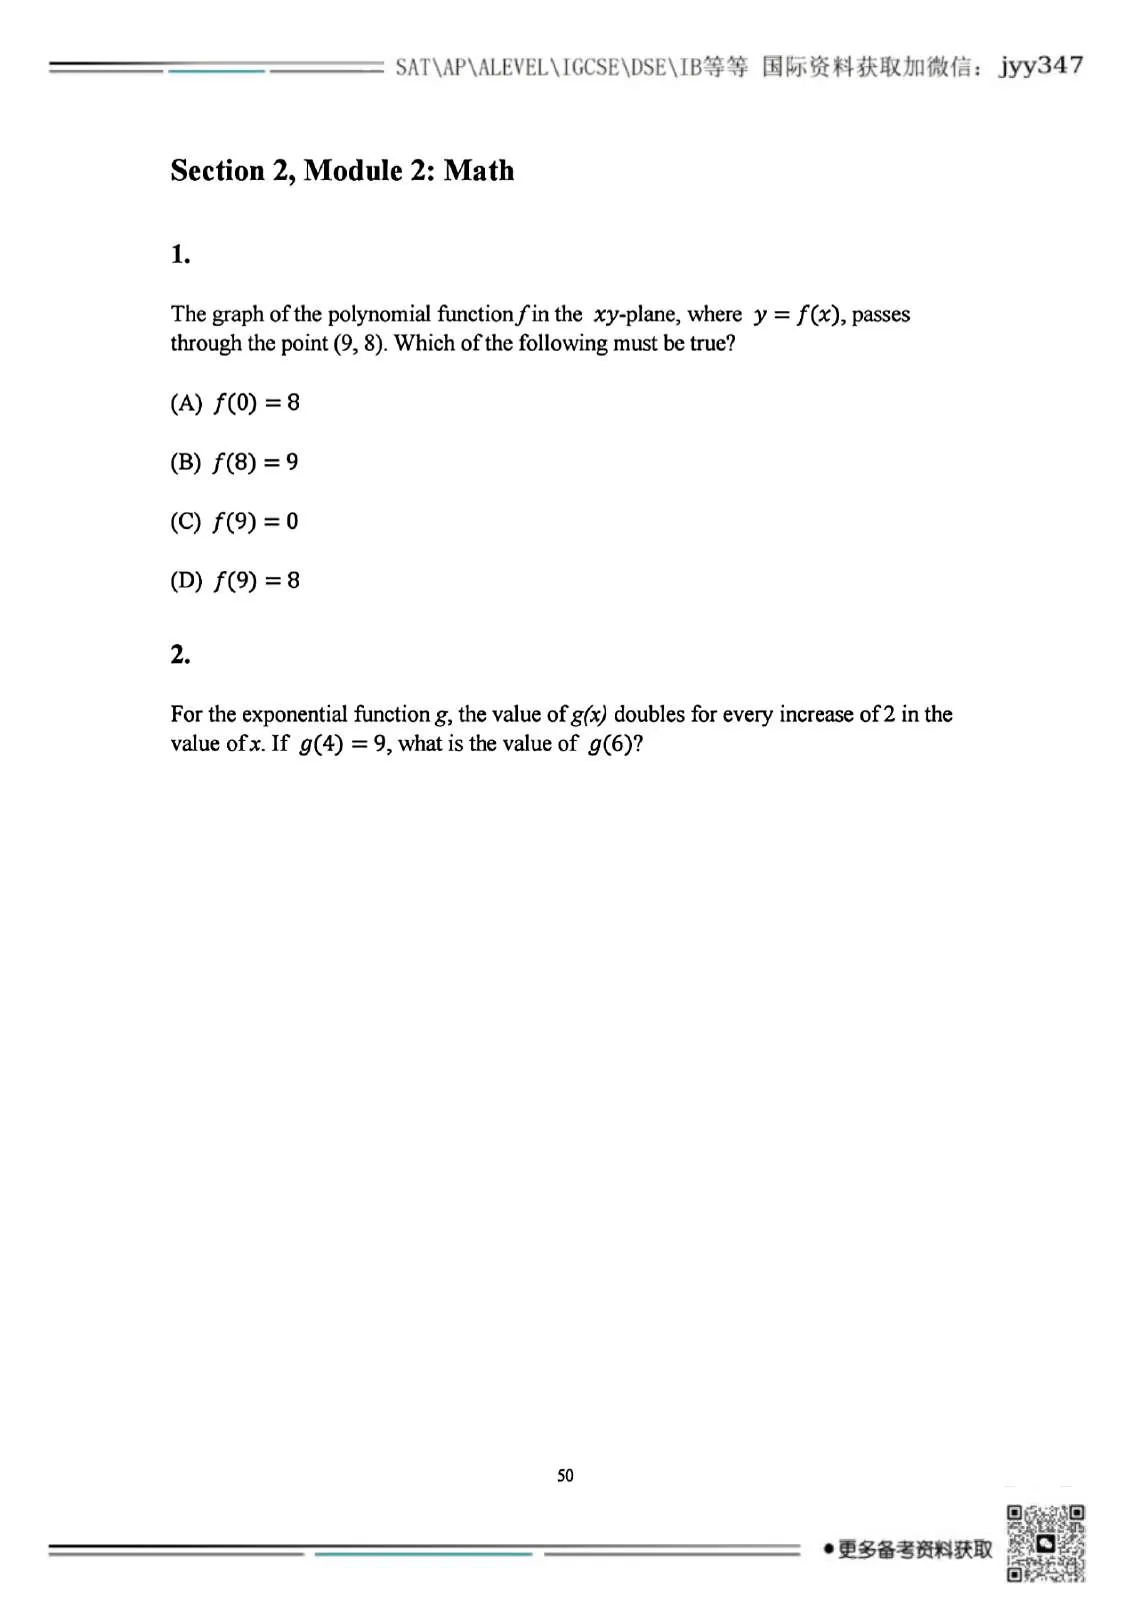 SAT\AP\ALEVEL\IGCSE\DSE\IB等等 国际资料获取加微信：jyy347
Section 2, Module 2: Math
1.
The graph of the polynomial function f in the xy-plane, where y = f(x), passes
through the point (9, 8). Which of the following must be true?
(A) f(0) = 8
(B) f(8) = 9
(C) f(9) = 0
(D) f(9) = 8
2.
For the exponential function g, the value of g(x) doubles for every increase of 2 in the
value of x. If g(4) = 9, what is the value of g(6)?
50
●更多备考资料获取